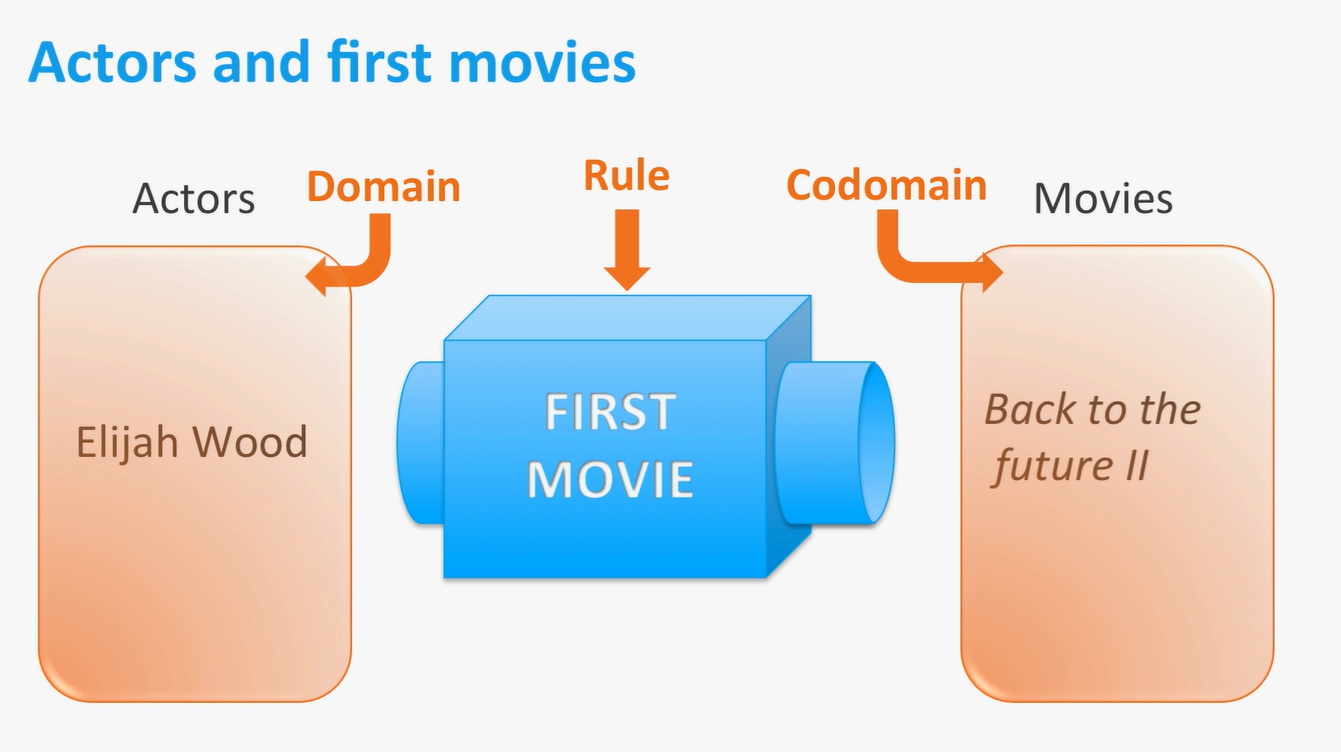 Actors and first movies
Actors
Domain
Rule
Codomain
Movies
Elijah Wood
FIRST
MOVIE
Back to the
future II